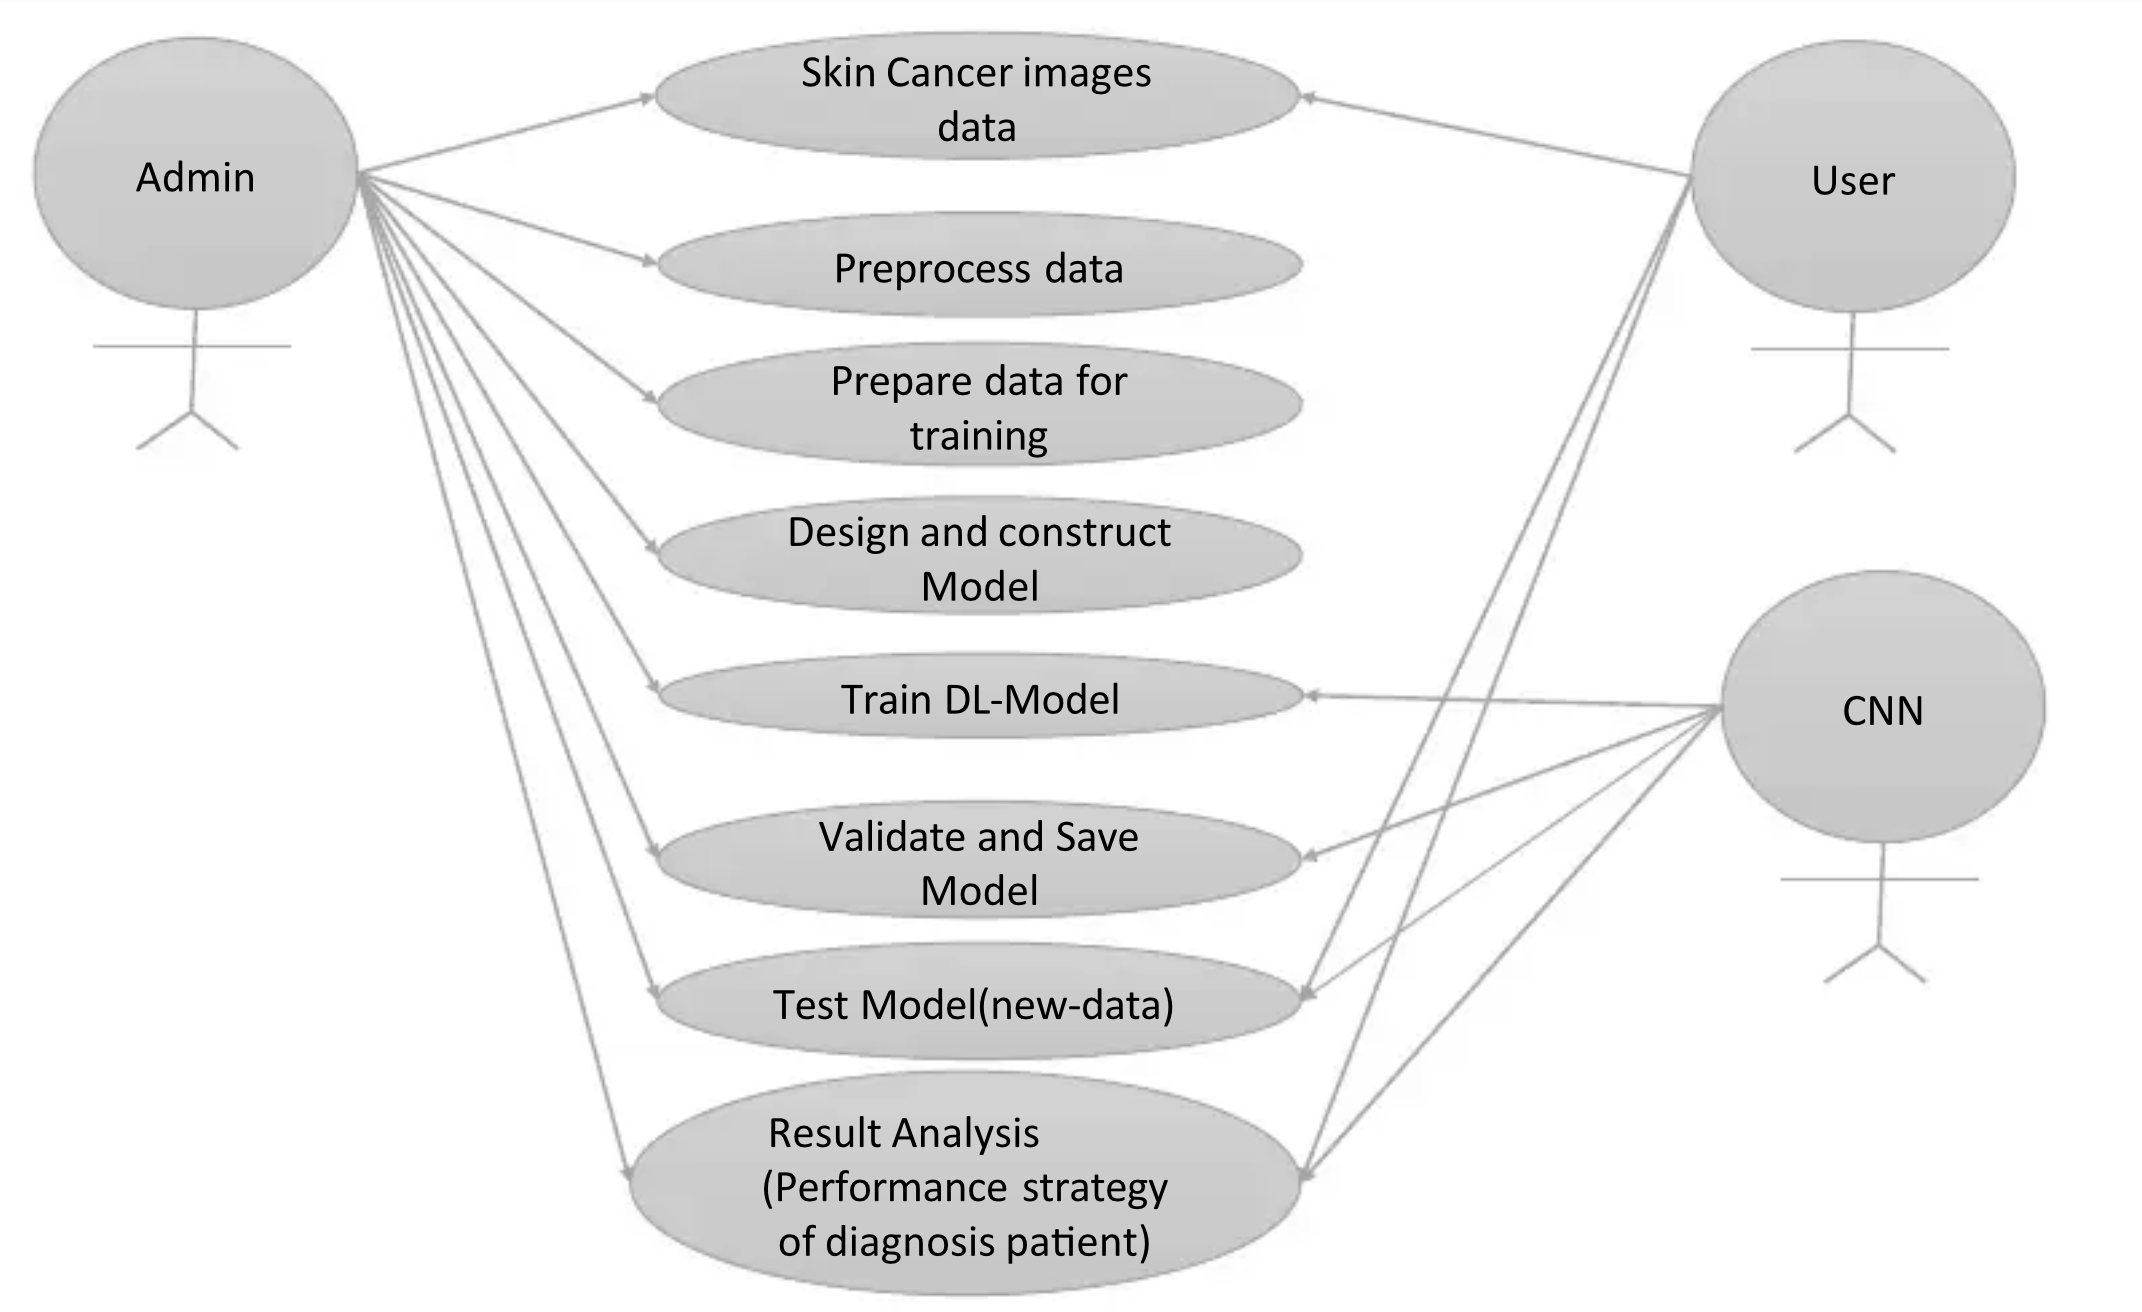 Admin
Skin Cancer images
data
User
Preprocess data
Prepare data for
training
Design and construct
Model
Train DL-Model
CNN
Validate and Save
Model
Test Model(new-data)
Result Analysis
(Performance strategy
of diagnosis patient)